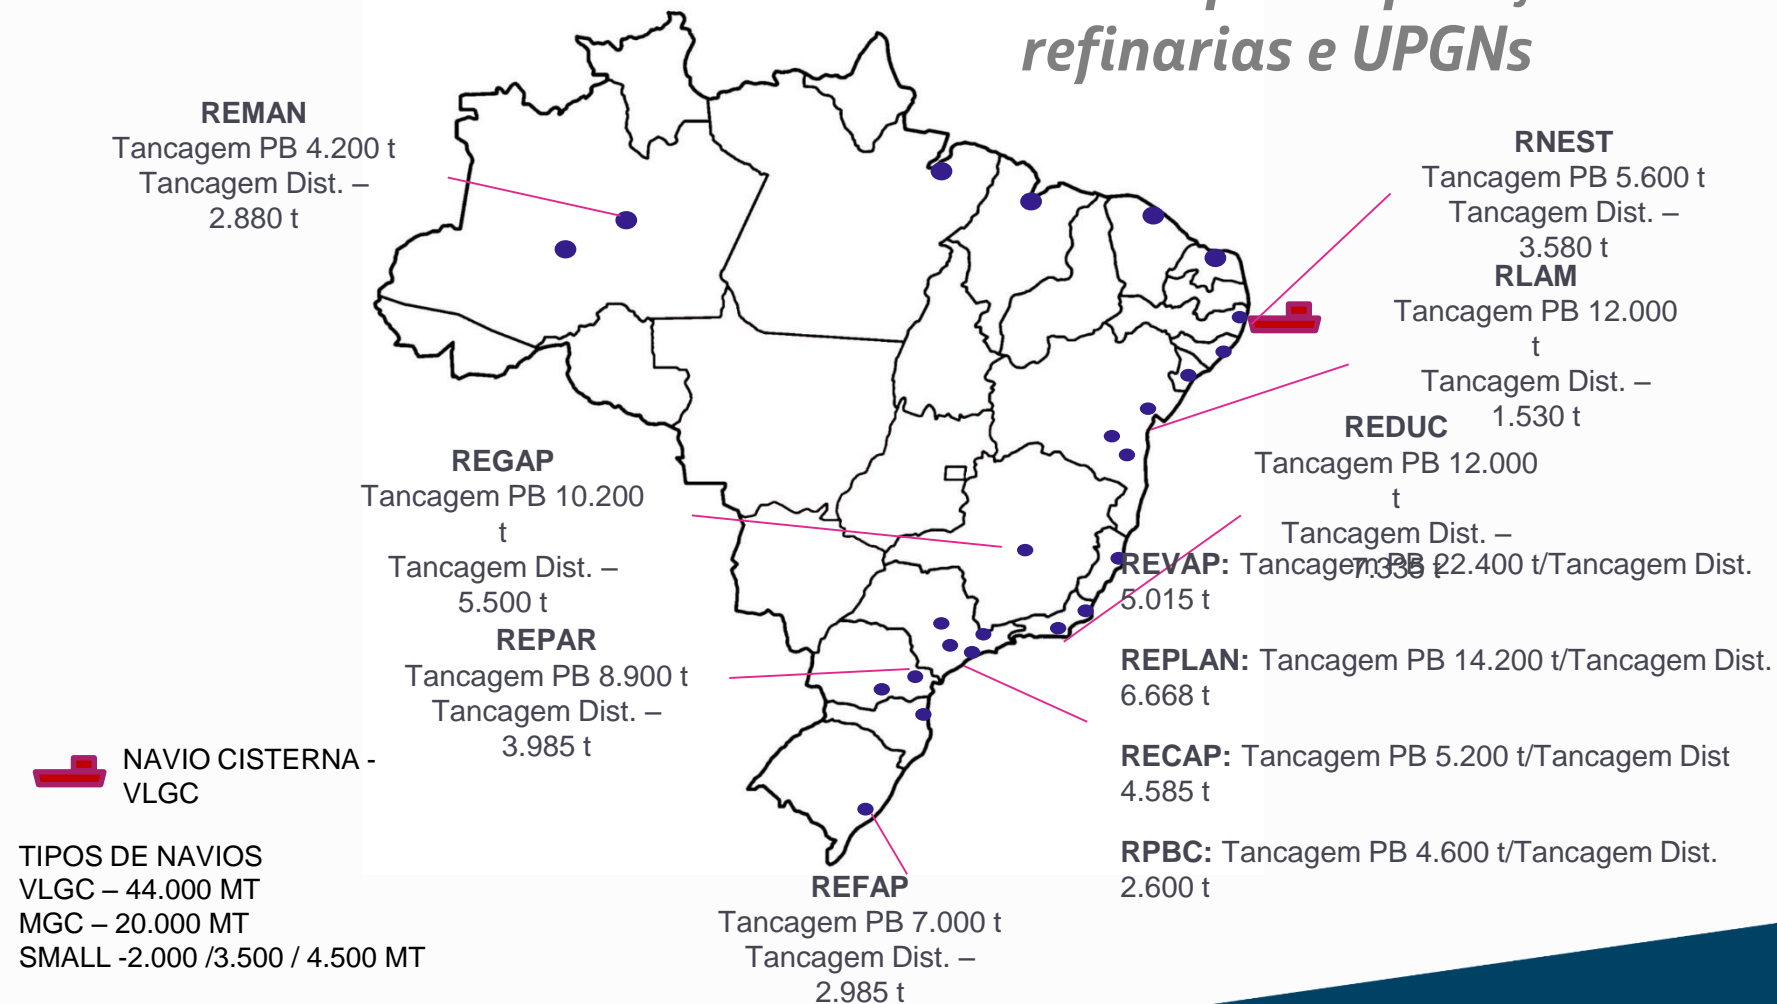 refinarias e UPGNs
REMAN
Tancagem PB 4.200 t
Tancagem Dist. –
2.880 t
RNEST
Tancagem PB 5.600 t
Tancagem Dist. –
3.580 t
RLAM
Tancagem PB 12.000
t
Tancagem Dist. –
1.530 t
REDUC
Tancagem PB 12.000
t
Tancagem Dist. –
7.335 t
REGAP
Tancagem PB 10.200
t
Tancagem Dist. –
5.500 t
REVAP: Tancagem PB 22.400 t/Tancagem Dist.
5.015 t
REPAR
Tancagem PB 8.900 t
Tancagem Dist. –
3.985 t
REPLAN: Tancagem PB 14.200 t/Tancagem Dist.
6.668 t
RECAP: Tancagem PB 5.200 t/Tancagem Dist
4.585 t
RPBC: Tancagem PB 4.600 t/Tancagem Dist.
2.600 t
NAVIO CISTERNA -
VLGC
TIPOS DE NAVIOS
VLGC – 44.000 MT
MGC – 20.000 MT
SMALL -2.000 /3.500 / 4.500 MT
REFAP
Tancagem PB 7.000 t
Tancagem Dist. –
2.985 t